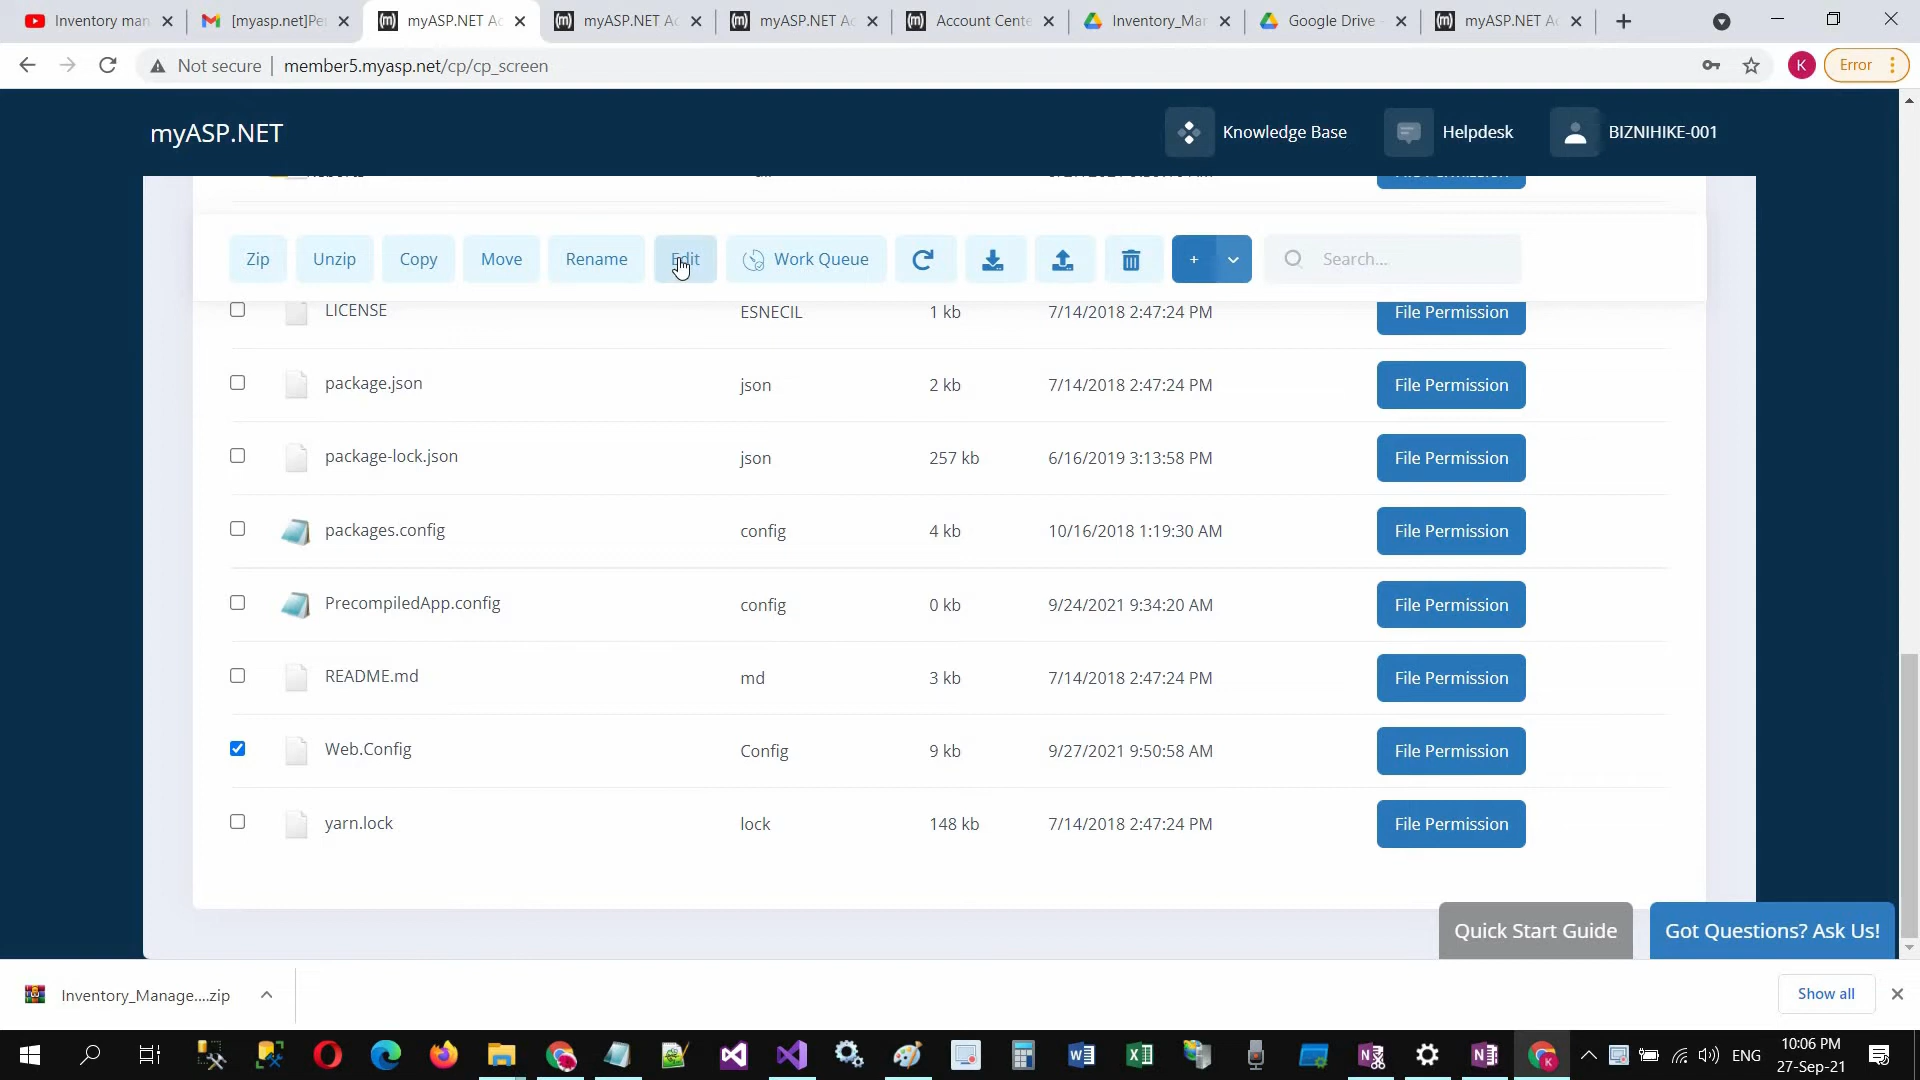 Inventory man
[myasp.net]Pe
myASP.NET Ac
myASP.NET Ac
myASP.NET Ac
Account Cente
Inventory_Mar
Google Drive -
myASP.NET Ac
Not secure
member5.myasp.net/cp/cp_screen
K
Error
myASP.NET
Knowledge Base
Helpdesk
BIZNIHIKE-001
Zip
Unzip
Copy
Move
Rename
Edit
Work Queue
+
Search...
LICENSE ESNECIL 1 kb 7/14/2018 2:47:24 PM File Permission
package.json json 2 kb 7/14/2018 2:47:24 PM File Permission
package-lock.json json 257 kb 6/16/2019 3:13:58 PM File Permission
packages.config config 4 kb 10/16/2018 1:19:30 AM File Permission
PrecompiledApp.config config 0 kb 9/24/2021 9:34:20 AM File Permission
README.md md 3 kb 7/14/2018 2:47:24 PM File Permission
Web.Config Config 9 kb 9/27/2021 9:50:58 AM File Permission
yarn.lock lock 148 kb 7/14/2018 2:47:24 PM File Permission
Quick Start Guide
Got Questions? Ask Us!
Inventory_Manage....zip
Show all
ENG
10:06 PM
27-Sep-21